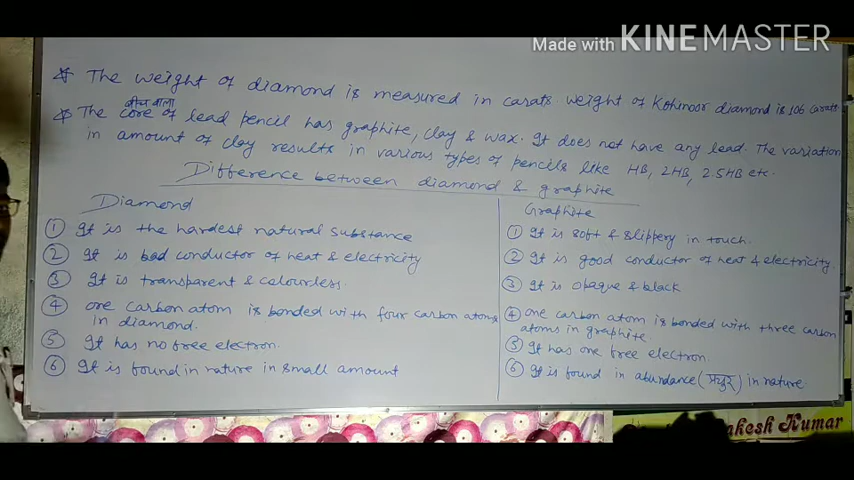 Made with KINEMASTER
* The weight of diamond is measured in carats weight of Kohinoor diamond is 106 carats.
बीच वाला
* The core of lead pencil has graphite, clay & wax. It does not have any lead. The variation
in amount of clay results in various types of pencils like HB, 2HB, 2.5HB etc.
Difference between diamond & graphite
Diamond
① It is the hardest natural substance
② It is bad conductor of heat & electricity
③ It is transparent & colourless.
④ one carbon atom is bonded with four carbon atoms
in diamond.
⑤ It has no free electron.
⑥ It is found in nature in small amount
Graphite
① It is soft & slippery in touch.
② It is good conductor of heat & electricity.
③ It is opaque & black
④ one carbon atom is bonded with three carbon
atoms in graphite.
⑤ It has one free electron.
⑥ It is found in abundance () in nature
akesh Kumar